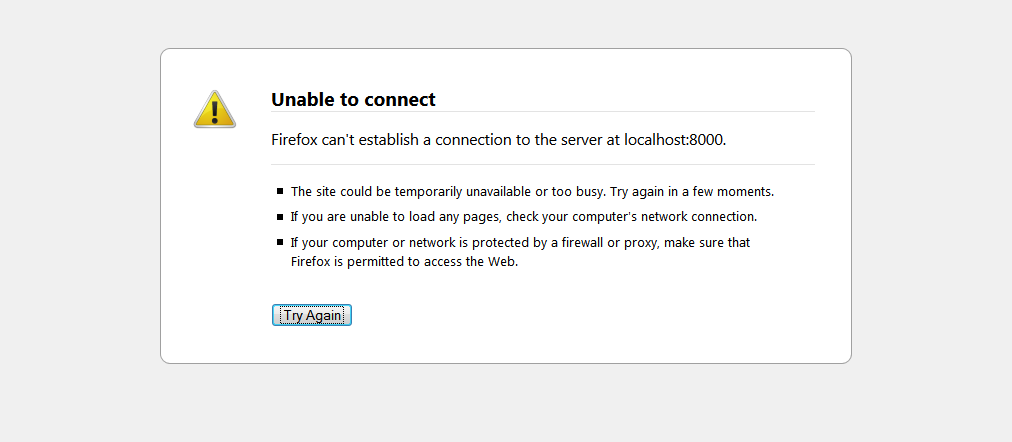 Unable to connect
Firefox can't establish a connection to the server at localhost:8000.
The site could be temporarily unavailable or too busy. Try again in a few moments.
If you are unable to load any pages, check your computer's network connection.
If your computer or network is protected by a firewall or proxy, make sure that
Firefox is permitted to access the Web.
Try Again